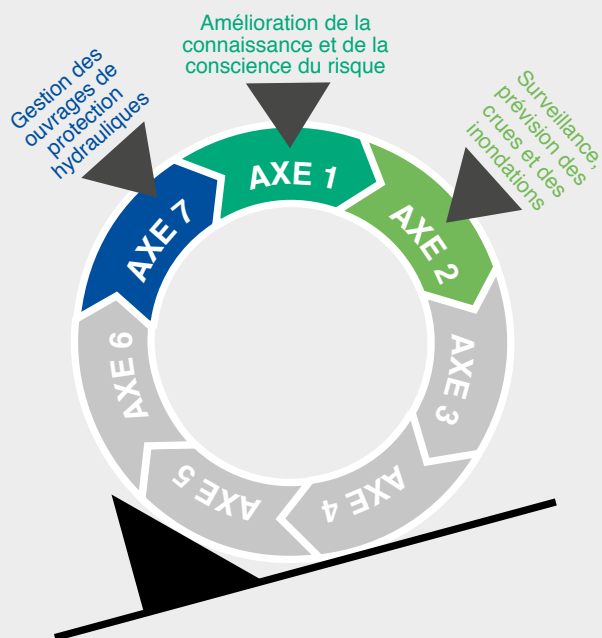 Amélioration de la
connaissance et de la
conscience du risque
Gestion des
ouvrages de
protection
hydrauliques
Surveillance,
prévision des
crues et des
inondations
AXE 1
AXE 2
AXE 3
AXE 4
AXE 5
AXE 6
AXE 7